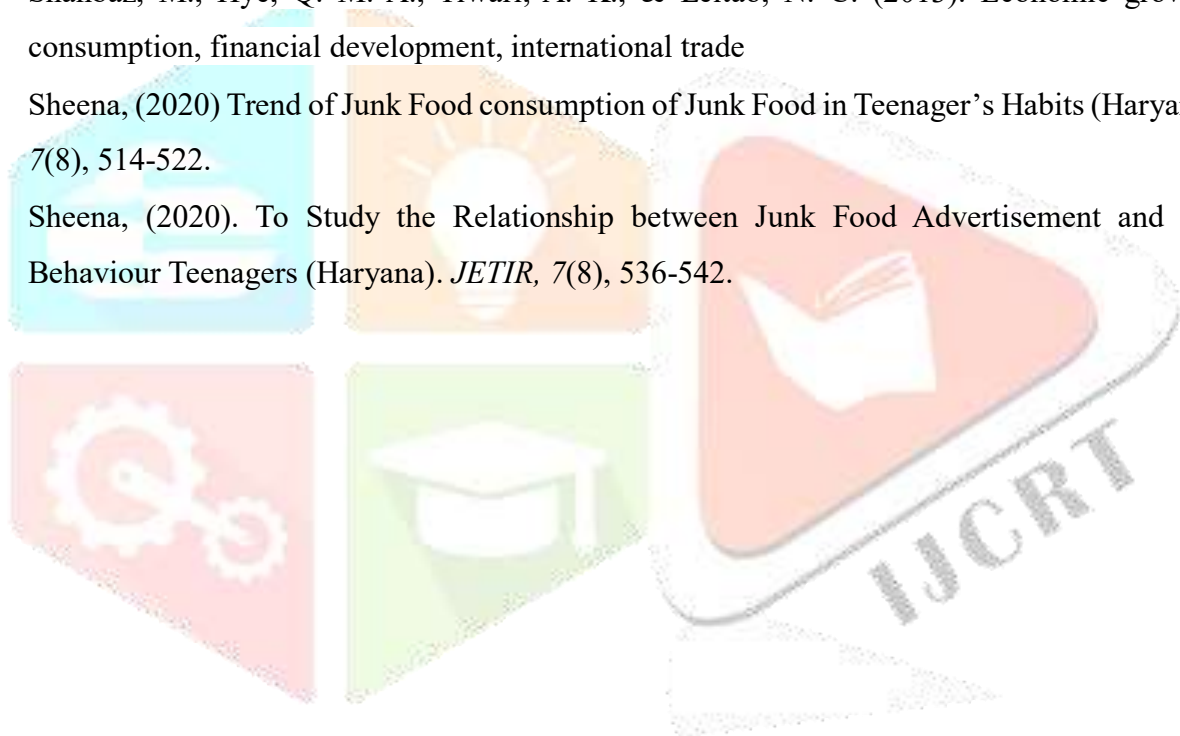 consumption, financial development, international trade
Sheena, (2020) Trend of Junk Food consumption of Junk Food in Teenager’s Habits
7(8), 514-522.
Sheena, (2020). To Study the Relationship between Junk Food Advertisement and
Behaviour Teenagers (Haryana). JETIR, 7(8), 536-542.
IJCRT